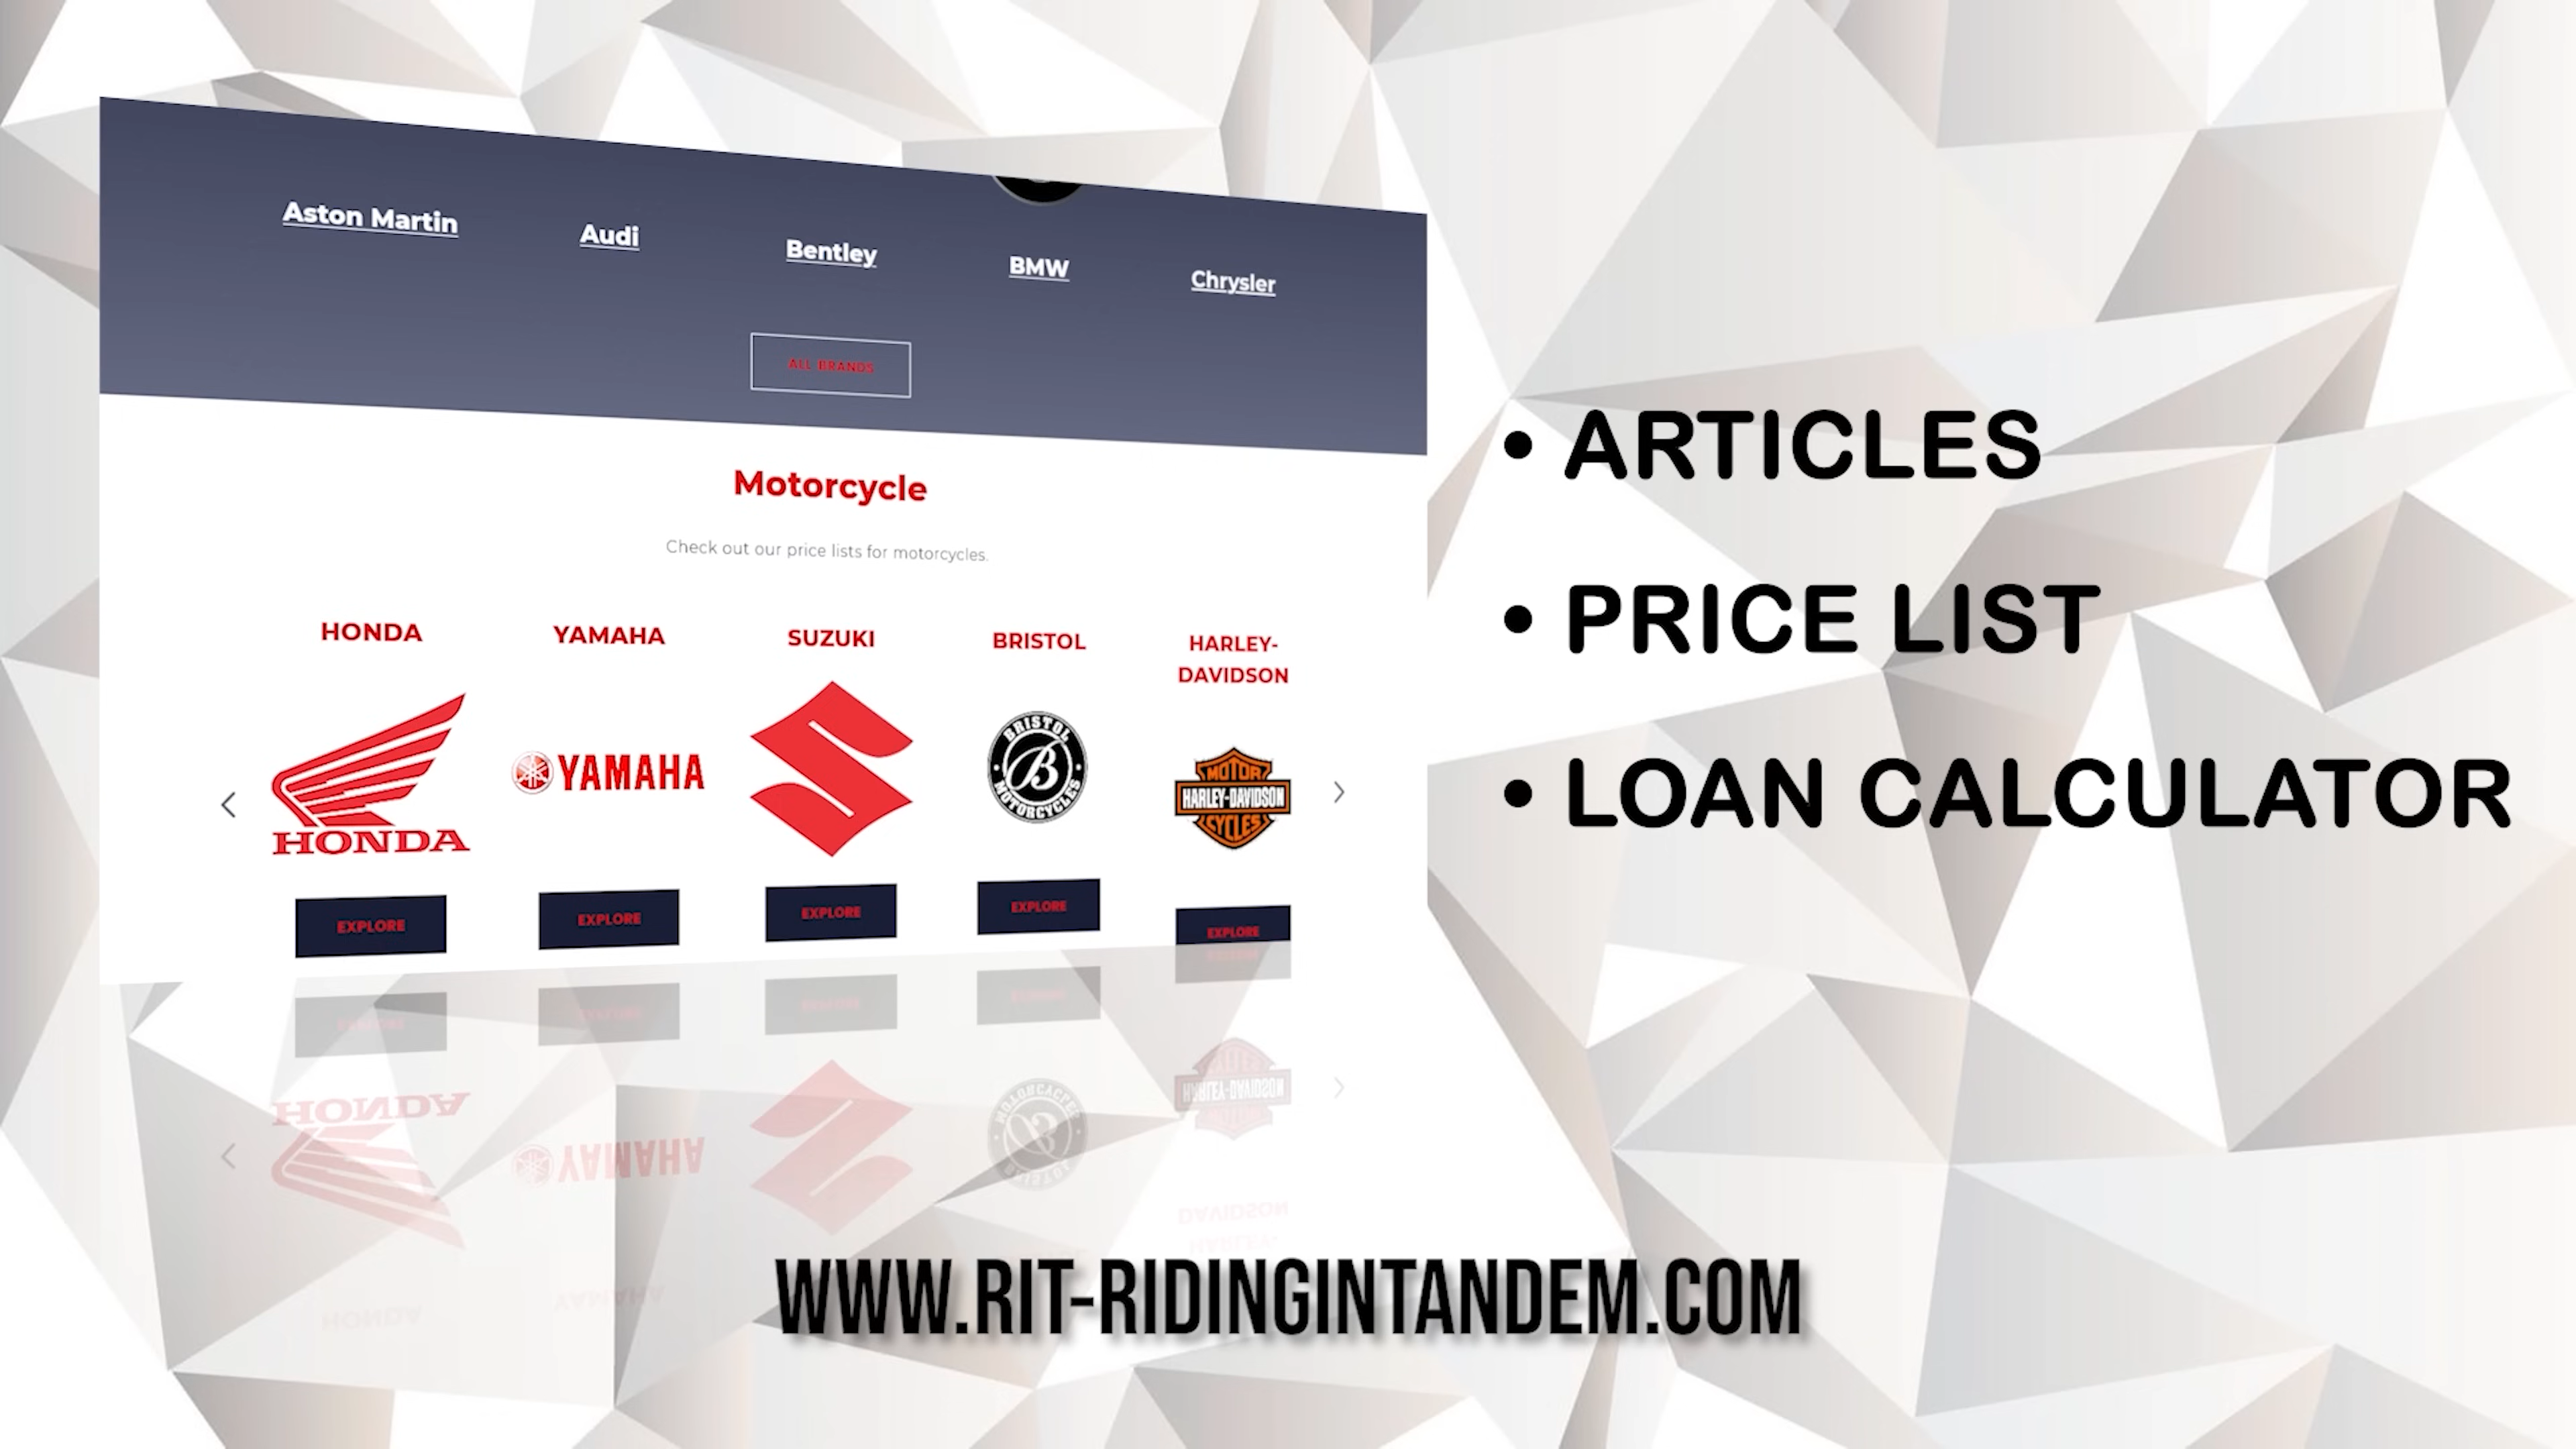 Aston Martin
Audi
Bentley
BMW
Chrysler
ALL BRANDS
Motorcycle
Check out our price lists for motorcycles.
HONDA
YAMAHA
SUZUKI
BRISTOL
HARLEY-
DAVIDSON
HONDA
YAMAHA
BRISTOL
B
MOTORCYCLES
MOTOR
HARLEY-DAVIDSON
CYCLES
EXPLORE
EXPLORE
EXPLORE
EXPLORE
EXPLORE
• ARTICLES
• PRICE LIST
• LOAN CALCULATOR
WWW.RIT-RIDINGINTANDEM.COM